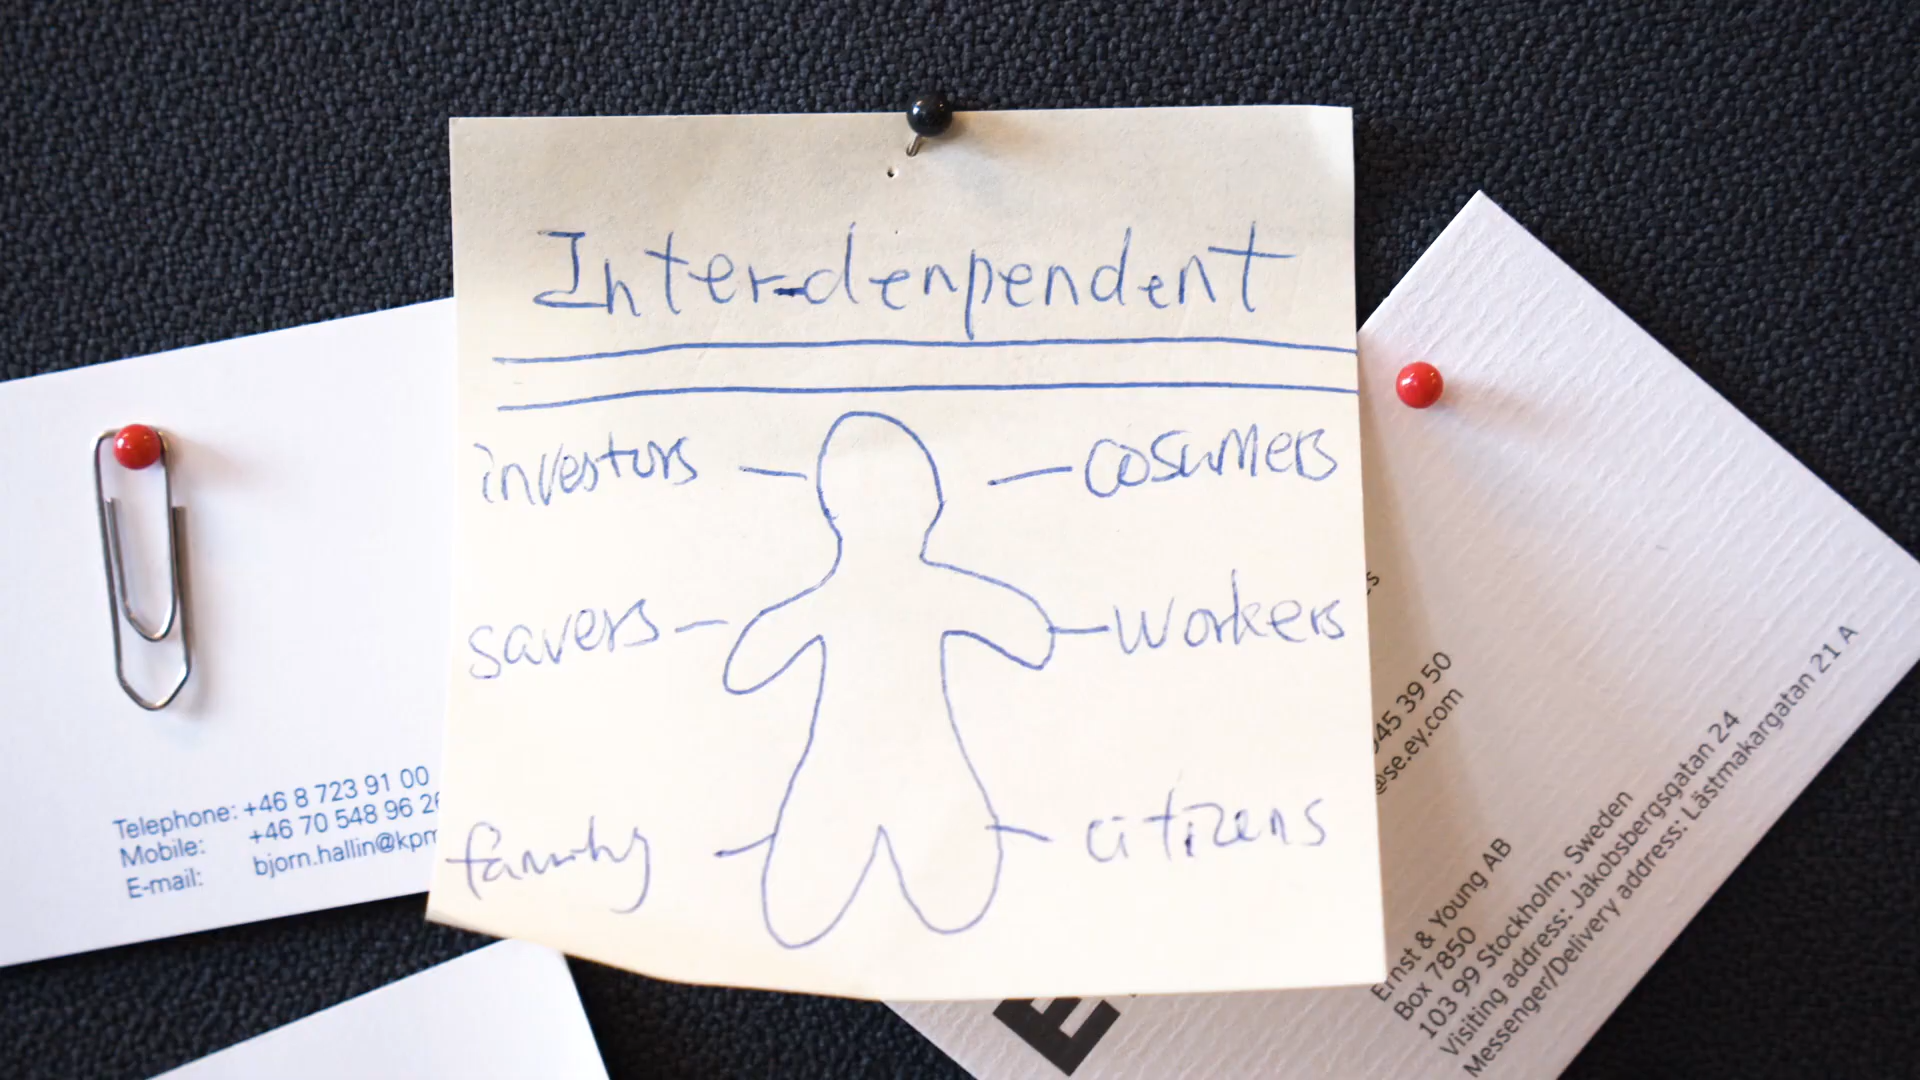 Inter-denpendent
investors
cosumers
savers
workers
family
citizens
Telephone: +46 8 723 91 00
Mobile: +46 70 548 96 26
E-mail: bjorn.hallin@kpm
945 39 50
@se.ey.com
Ernst & Young AB
Box 7850
103 99 Stockholm, Sweden
Visiting address: Jakobsbergsgatan 24
Messenger/Delivery address: Lästmakargatan 21 A
E